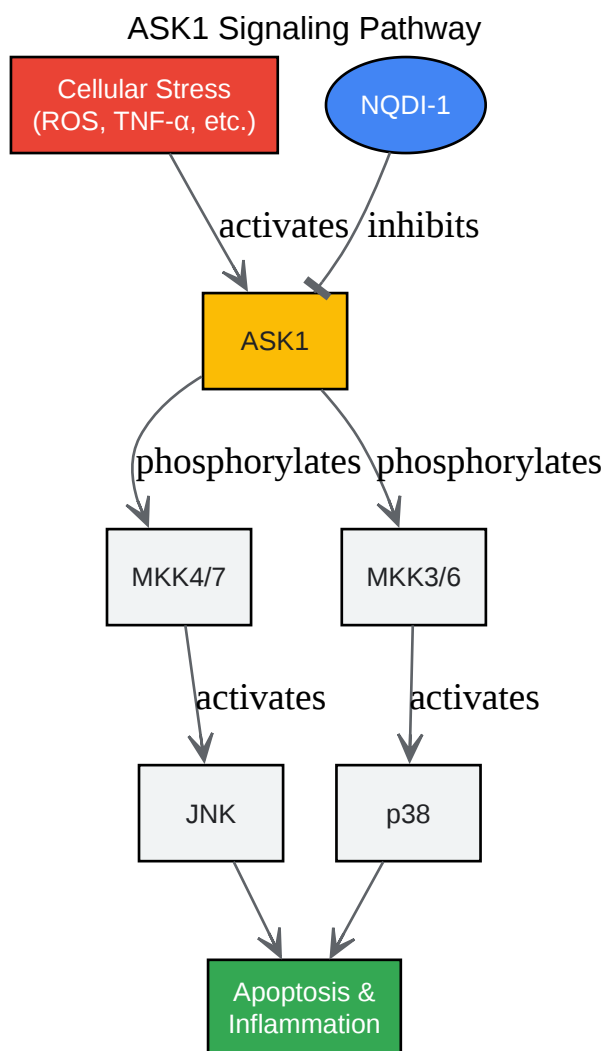 ASK1 Signaling Pathway
Cellular Stress
(ROS, TNF-α, etc.)
NQDI-1
activates
inhibits
ASK1
phosphorylates
phosphorylates
MKK4/7
MKK3/6
activates
activates
JNK
p38
Apoptosis &
Inflammation